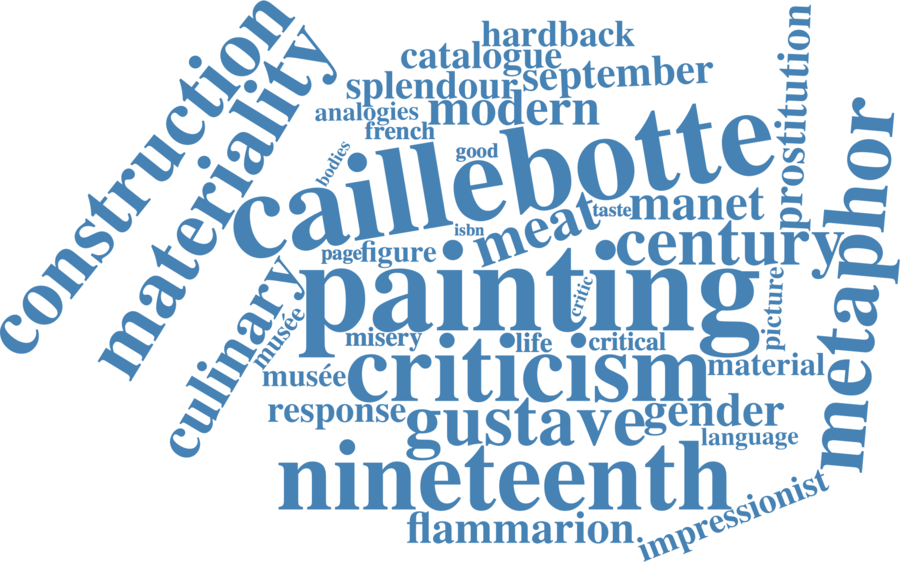 hardback
catalogue
splendour
september
analogies
modern
french
bodies
good
caillebotte
construction
materiality
prostitution
metaphor
taste
manet
isbn
meat
century
page
figure
painting
critic
picture
culinary
musée
misery
life
critical
musée
criticism
material
response
gustave
gender
language
nineteenth
flammarion
impressionist